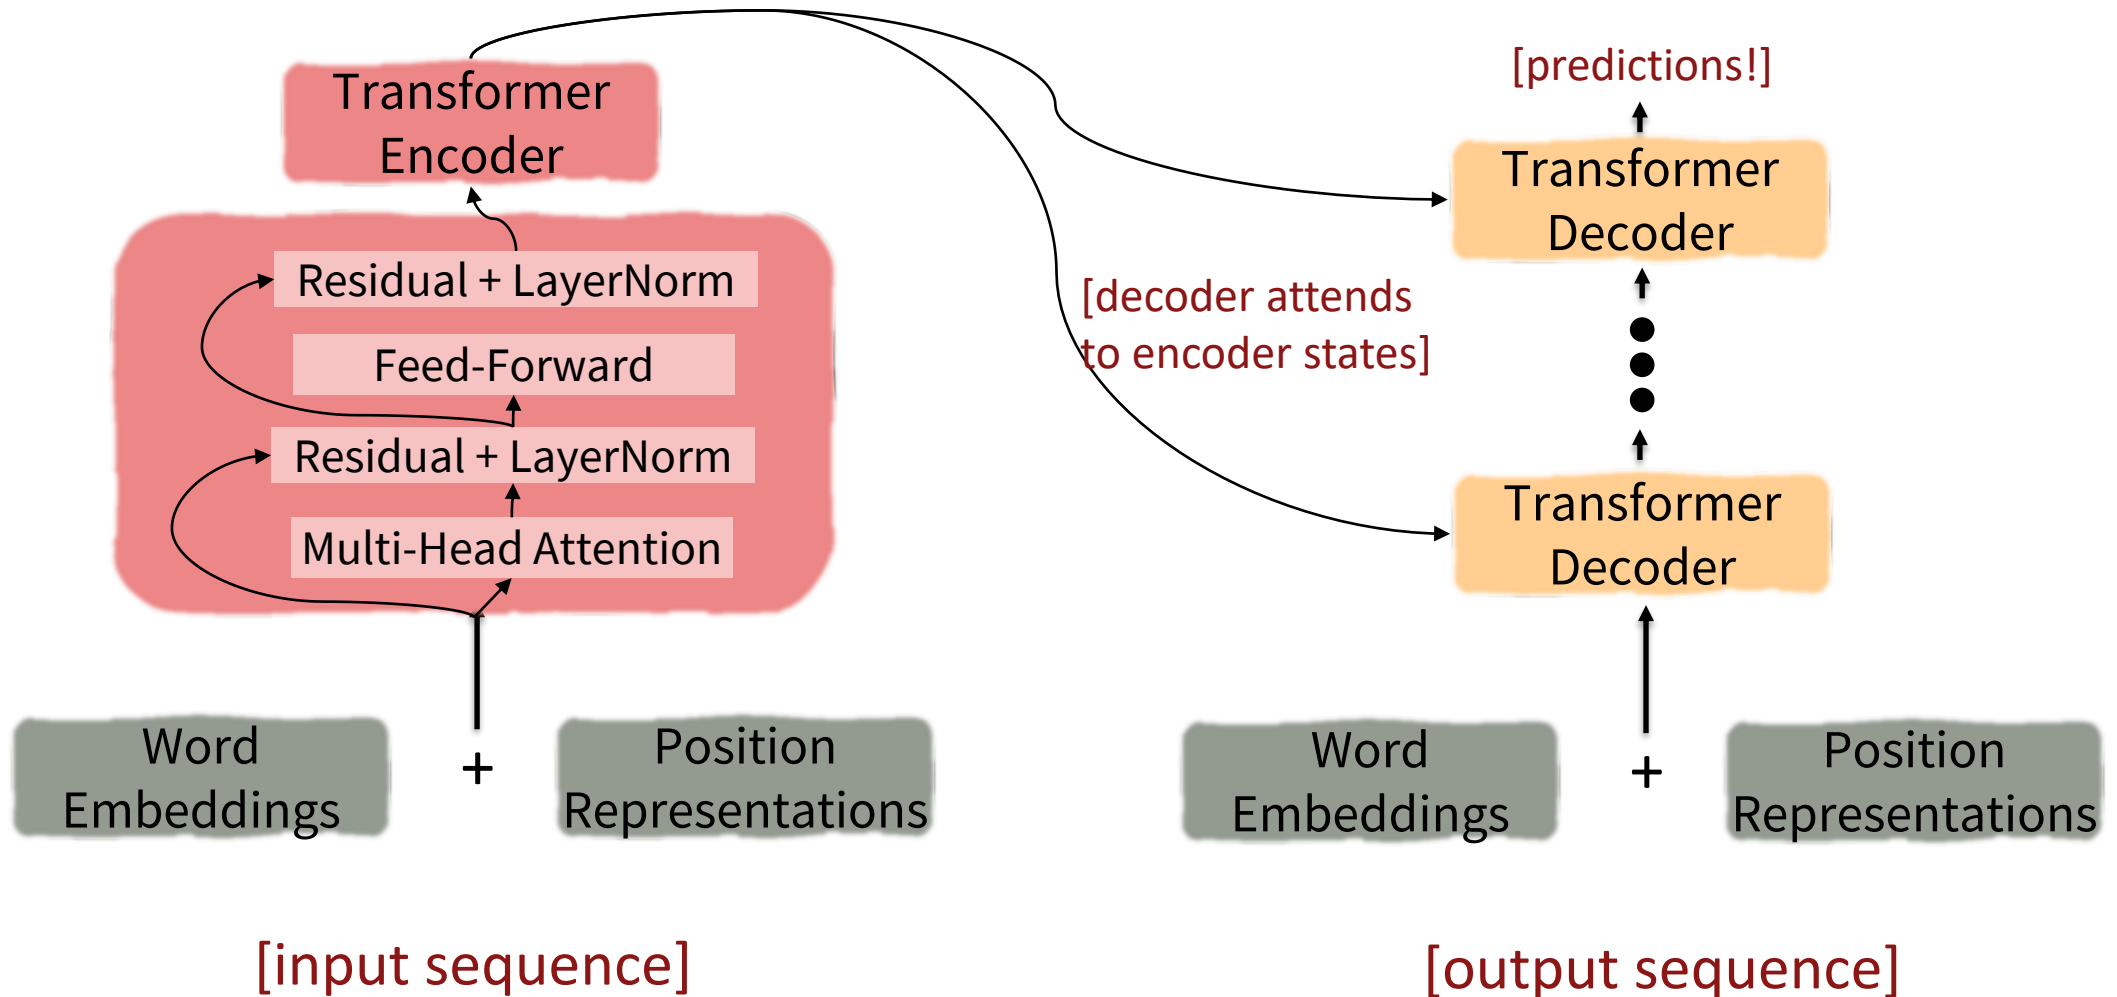 Transformer
Encoder
Residual + LayerNorm
Feed-Forward
Residual + LayerNorm
Multi-Head Attention
Word
Embeddings
+
Position
Representations
[input sequence]
[predictions!]
Transformer
Decoder
[decoder attends
to encoder states]
Transformer
Decoder
Word
Embeddings
+
Position
Representations
[output sequence]